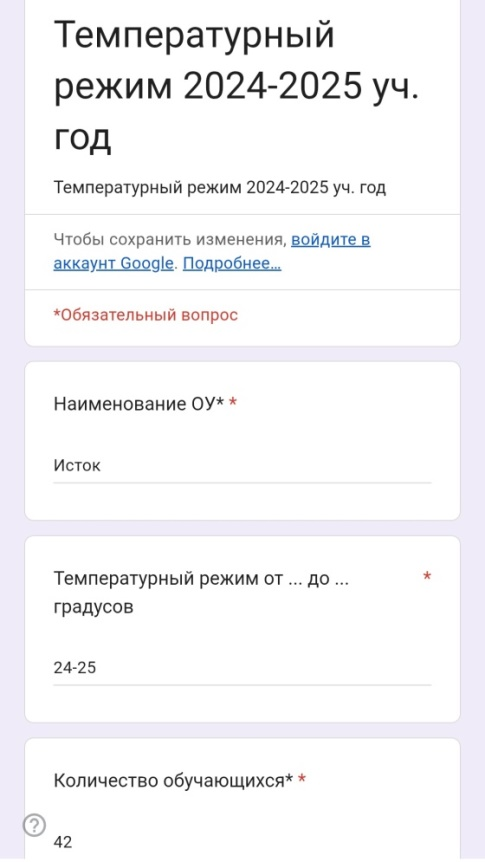 Температурный
режим 2024-2025 уч.
год
Температурный режим 2024-2025 уч. год
Чтобы сохранить изменения, войдите в
аккаунт Google. Подробнее…
*Обязательный вопрос
Наименование ОУ* *
Исток
Температурный режим от ... до ... *
градусов
24-25
Количество обучающихся* *
42